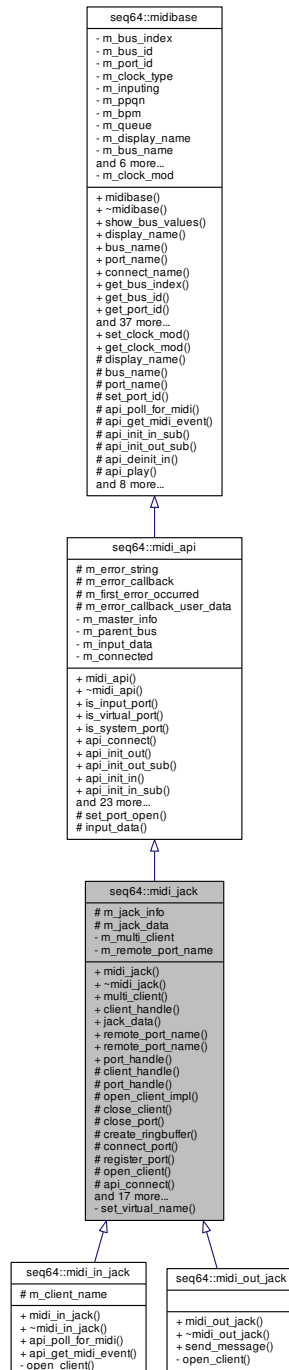 seq64::midibase
- m_bus_index
- m_bus_id
- m_port_id
- m_clock_type
- m_inputing
- m_ppqn
- m_bpm
- m_queue
- m_display_name
- m_bus_name
and 6 more...
- m_clock_mod
+ midibase()
+ ~midibase()
+ show_bus_values()
+ display_name()
+ bus_name()
+ port_name()
+ connect_name()
+ get_bus_index()
+ get_bus_id()
+ get_port_id()
and 37 more...
+ set_clock_mod()
+ get_clock_mod()
# display_name()
# bus_name()
# port_name()
# set_port_id()
# api_poll_for_midi()
# api_get_midi_event()
# api_init_in_sub()
# api_init_out_sub()
# api_deinit_in()
# api_play()
and 8 more...
seq64::midi_api
# m_error_string
# m_error_callback
# m_first_error_occurred
# m_error_callback_user_data
- m_master_info
- m_parent_bus
- m_input_data
- m_connected
+ midi_api()
+ ~midi_api()
+ is_input_port()
+ is_virtual_port()
+ is_system_port()
+ api_connect()
+ api_init_out()
+ api_init_out_sub()
+ api_init_in()
+ api_init_in_sub()
and 23 more...
# set_port_open()
# input_data()
seq64::midi_jack
# m_jack_info
# m_jack_data
- m_multi_client
- m_remote_port_name
+ midi_jack()
+ ~midi_jack()
+ multi_client()
+ client_handle()
+ jack_data()
+ remote_port_name()
+ remote_port_name()
+ port_handle()
# client_handle()
# port_handle()
# open_client_impl()
# close_client()
# close_port()
# create_ringbuffer()
# connect_port()
# register_port()
# open_client()
# api_connect()
and 17 more...
- set_virtual_name()
seq64::midi_in_jack
# m_client_name
+ midi_in_jack()
+ ~midi_in_jack()
+ api_poll_for_midi()
+ api_get_midi_event()
- open_client()
seq64::midi_out_jack
+ midi_out_jack()
+ ~midi_out_jack()
+ send_message()
- open_client()